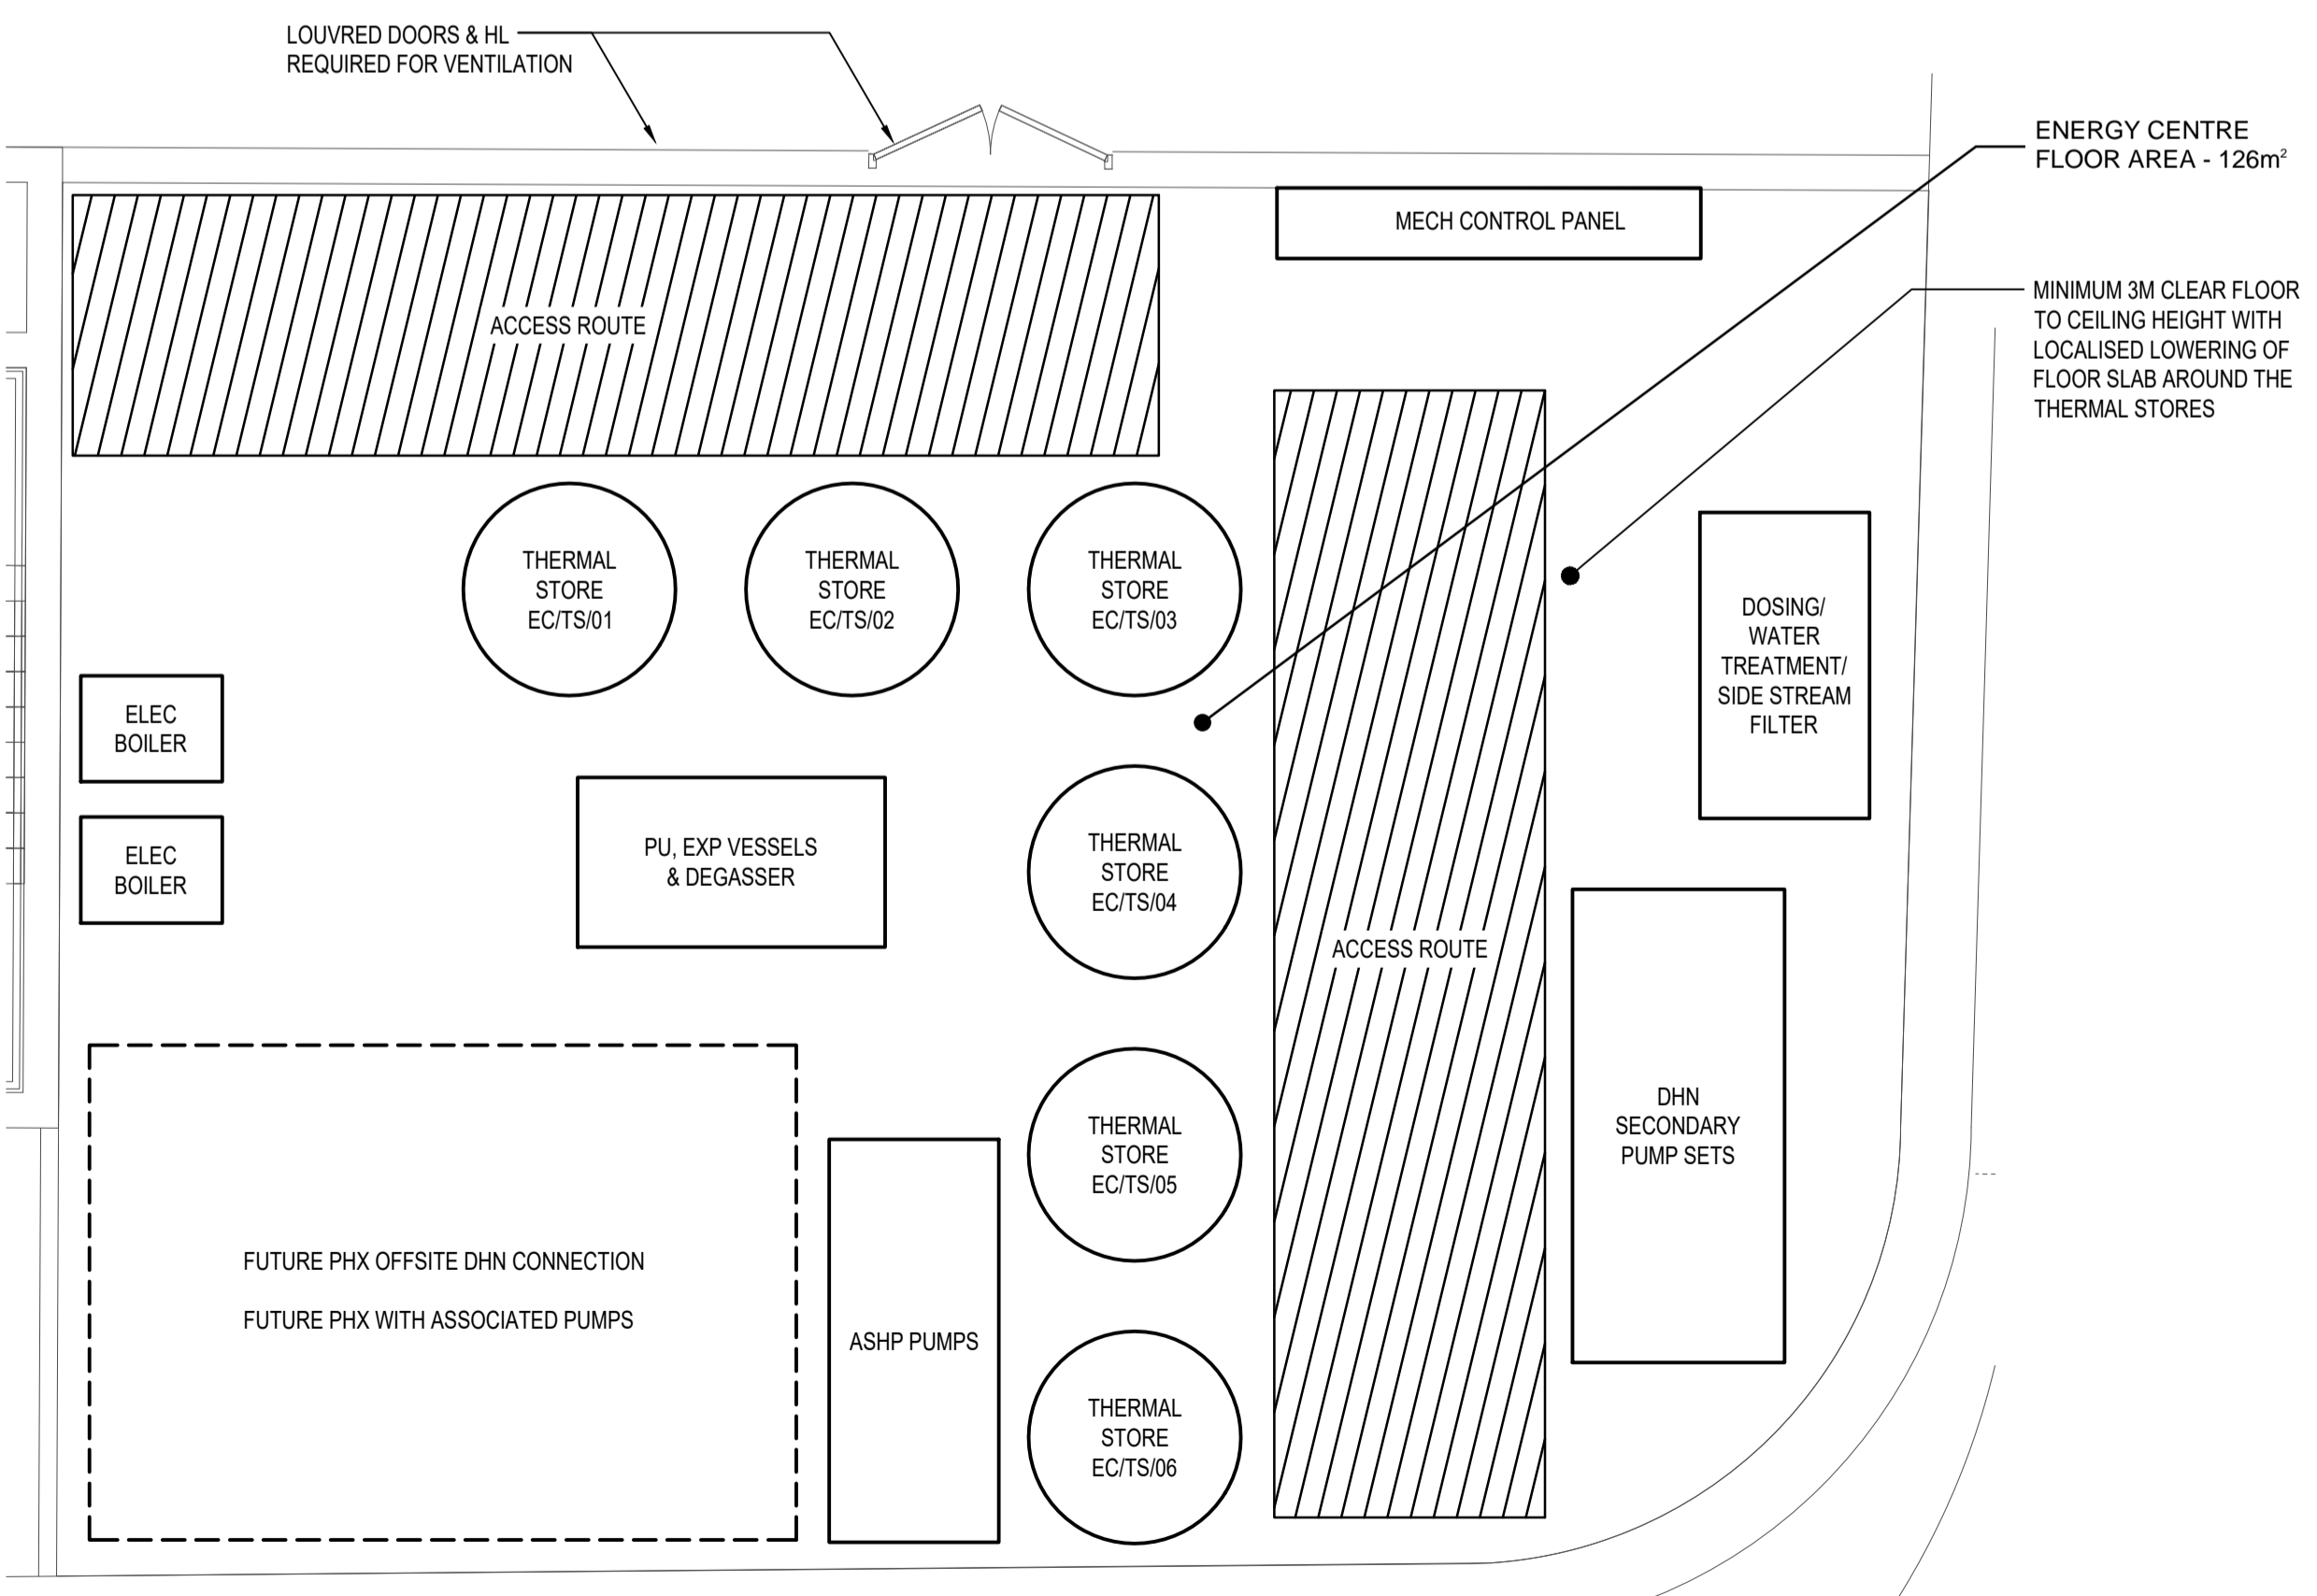 LOUVRED DOORS & HL
REQUIRED FOR VENTILATION
ENERGY CENTRE
FLOOR AREA - 126m²
MECH CONTROL PANEL
MINIMUM 3M CLEAR FLOOR
TO CEILING HEIGHT WITH
LOCALISED LOWERING OF
FLOOR SLAB AROUND THE
THERMAL STORES
ACCESS ROUTE
THERMAL
STORE
EC/TS/01
THERMAL
STORE
EC/TS/02
THERMAL
STORE
EC/TS/03
DOSING/
WATER
TREATMENT/
SIDE STREAM
FILTER
ELEC
BOILER
ELEC
BOILER
PU, EXP VESSELS
& DEGASSER
THERMAL
STORE
EC/TS/04
ACCESS ROUTE
DHN
SECONDARY
PUMP SETS
THERMAL
STORE
EC/TS/05
FUTURE PHX OFFSITE DHN CONNECTION
FUTURE PHX WITH ASSOCIATED PUMPS
ASHP PUMPS
THERMAL
STORE
EC/TS/06